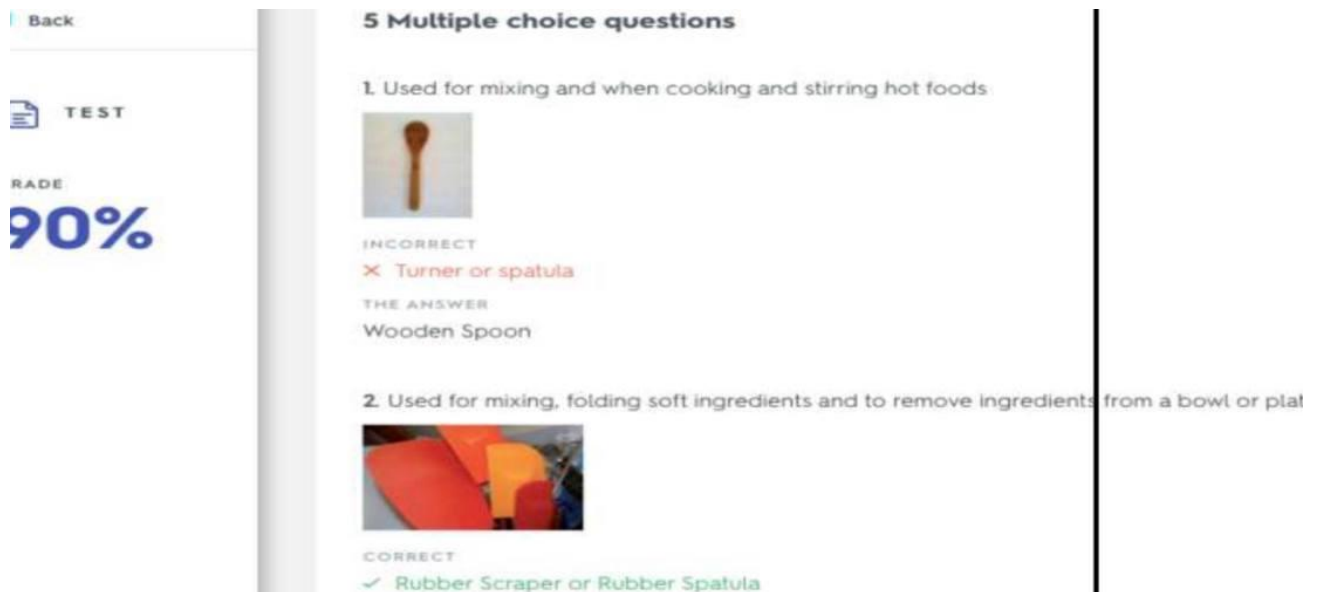 Back
TEST
RADE
90%
5 Multiple choice questions
1. Used for mixing and when cooking and stirring hot foods
INCORRECT
✕ Turner or spatula
THE ANSWER
Wooden Spoon
2. Used for mixing, folding soft ingredients and to remove ingredients from a bowl or plat
CORRECT
✓ Rubber Scraper or Rubber Spatula